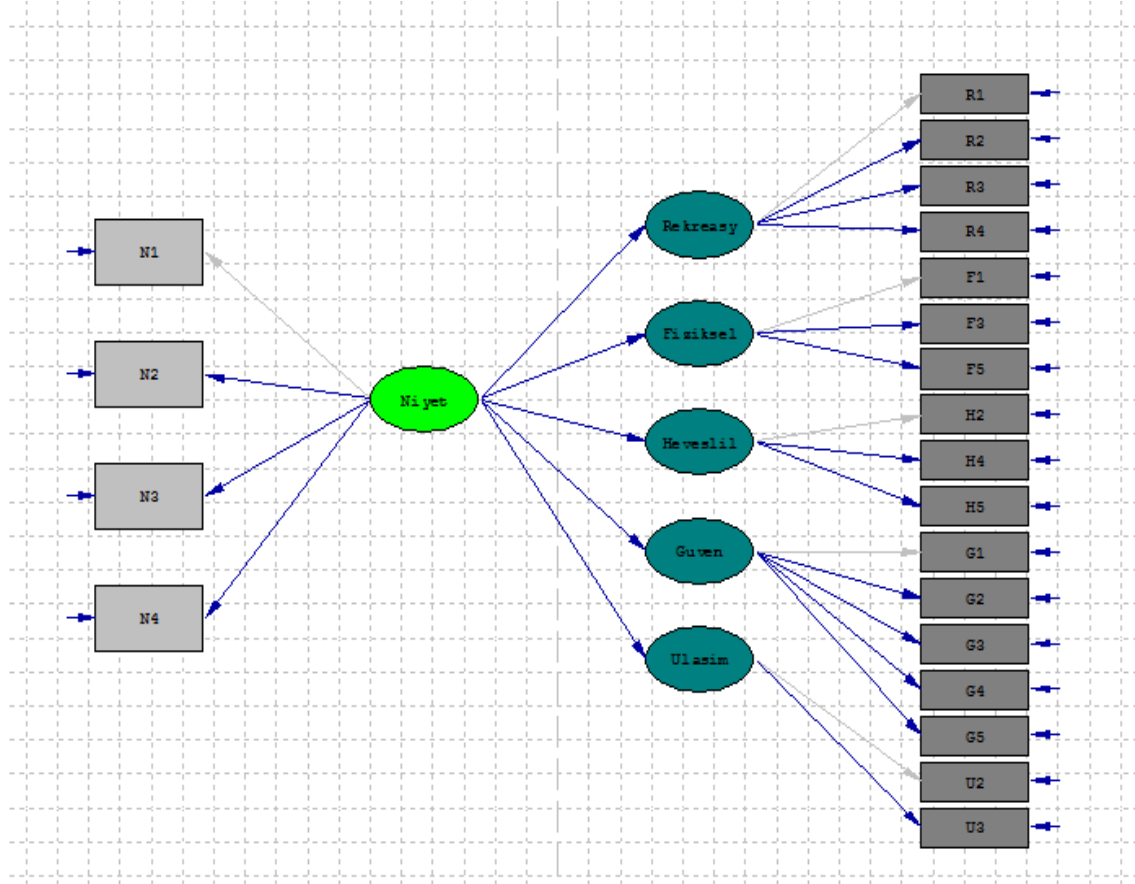 N1
N2
N3
N4
Niyet
Rekreasy
Fiziksel
Heveslil
Guven
Ulasim
R1
R2
R3
R4
F1
F3
F5
H2
H4
H5
G1
G2
G3
G4
G5
U2
U3